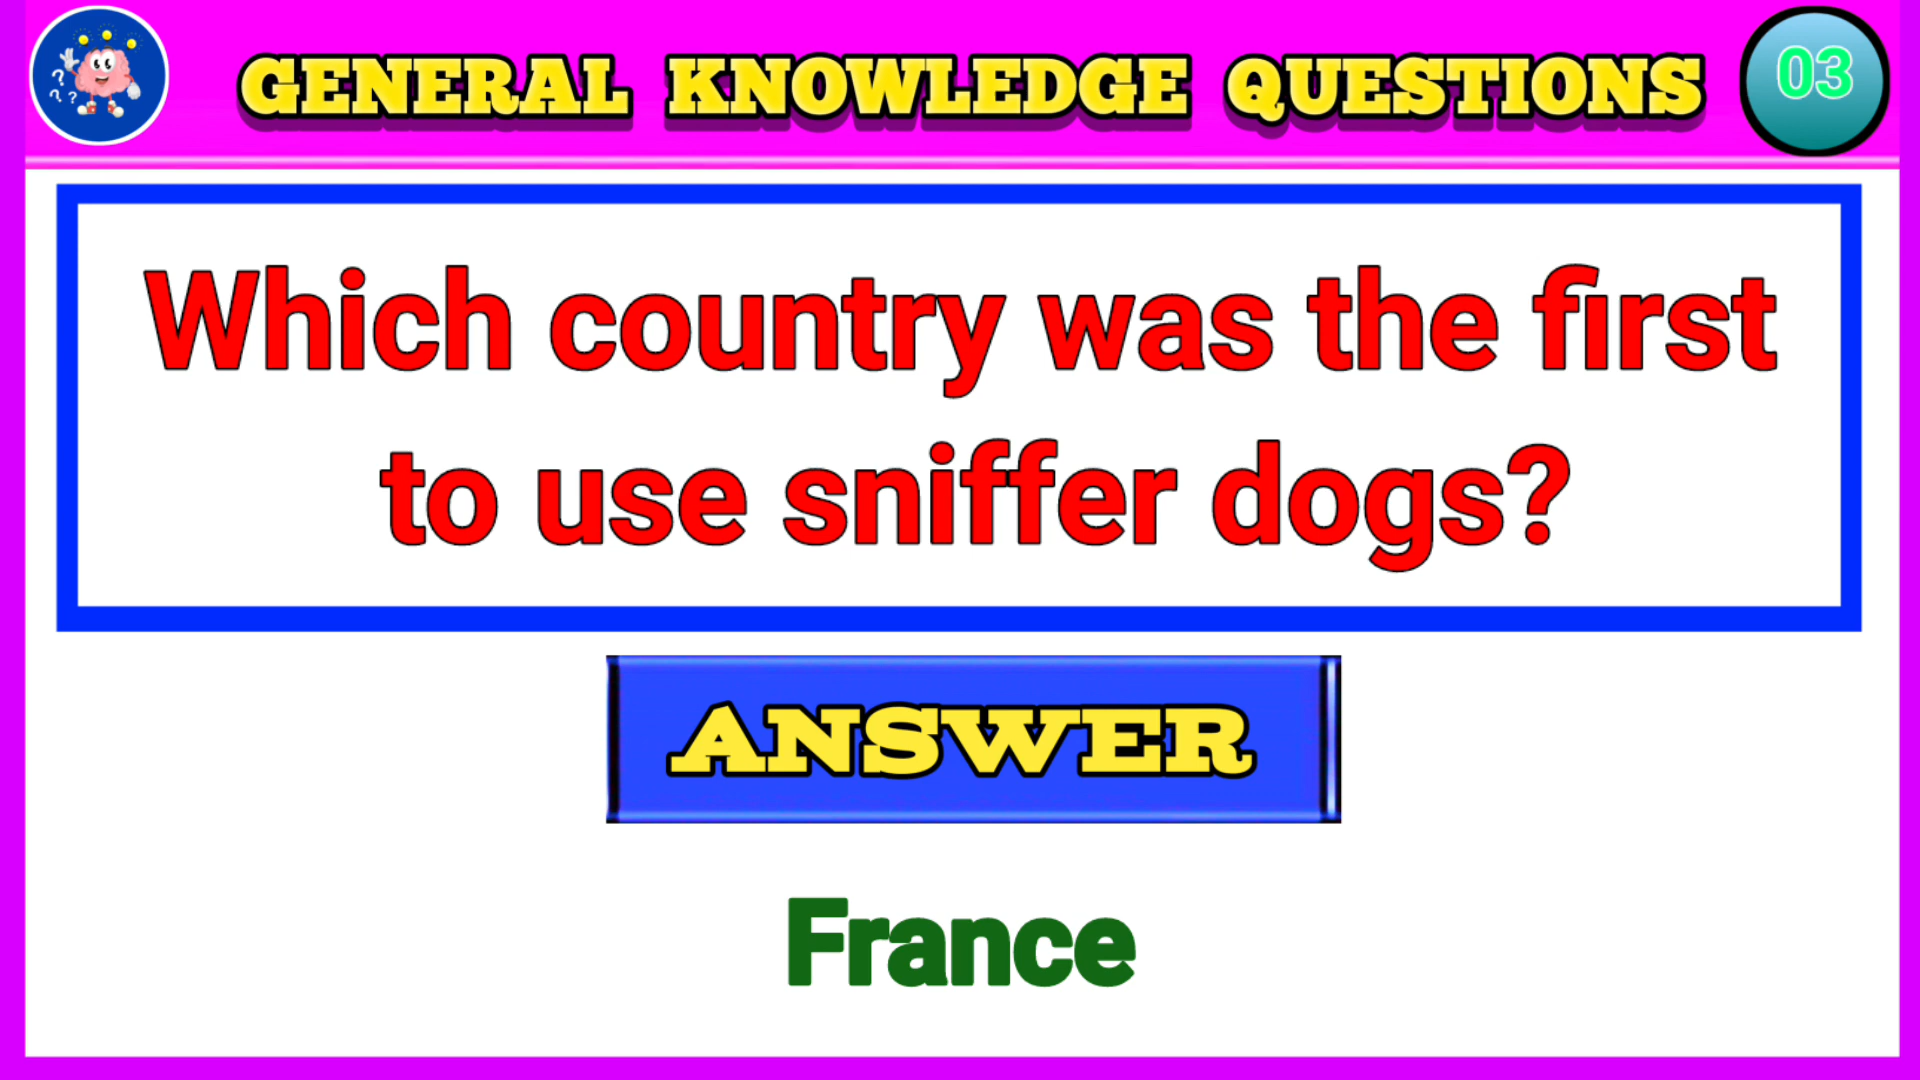 GENERAL KNOWLEDGE QUESTIONS
03
Which country was the first
to use sniffer dogs?
ANSWER
France